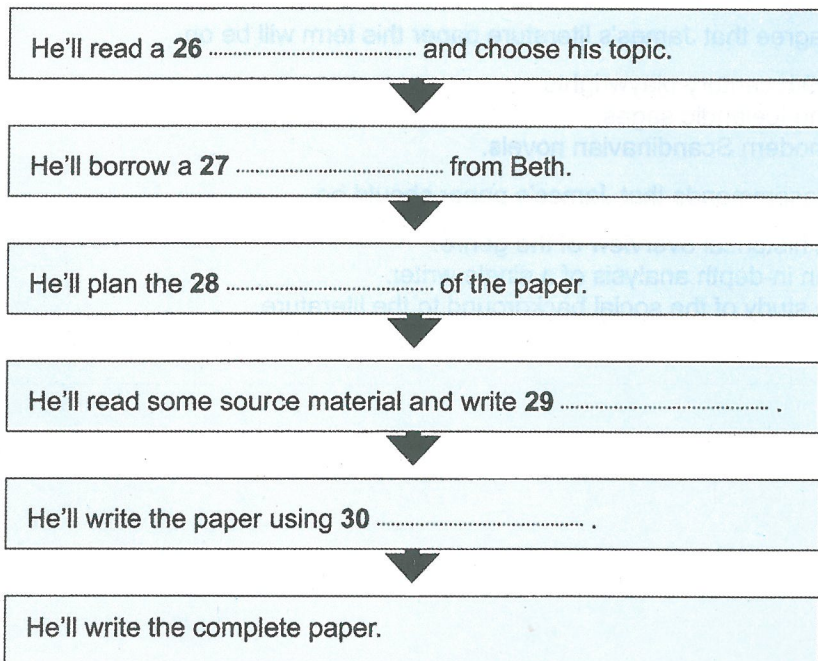 He'll read a 26 ........................................ and choose his topic.
He'll borrow a 27 ........................................ from Beth.
He'll plan the 28 ........................................ of the paper.
He'll read some source material and write 29 ........................................ .
He'll write the paper using 30 ........................................ .
He'll write the complete paper.